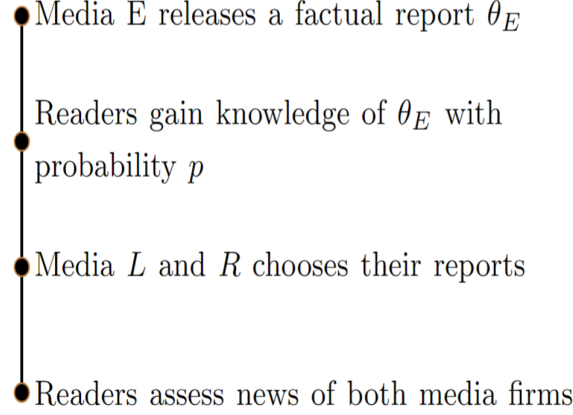 Media E releases a factual report θ_E
Readers gain knowledge of θ_E with
probability p
Media L and R chooses their reports
Readers assess news of both media firms